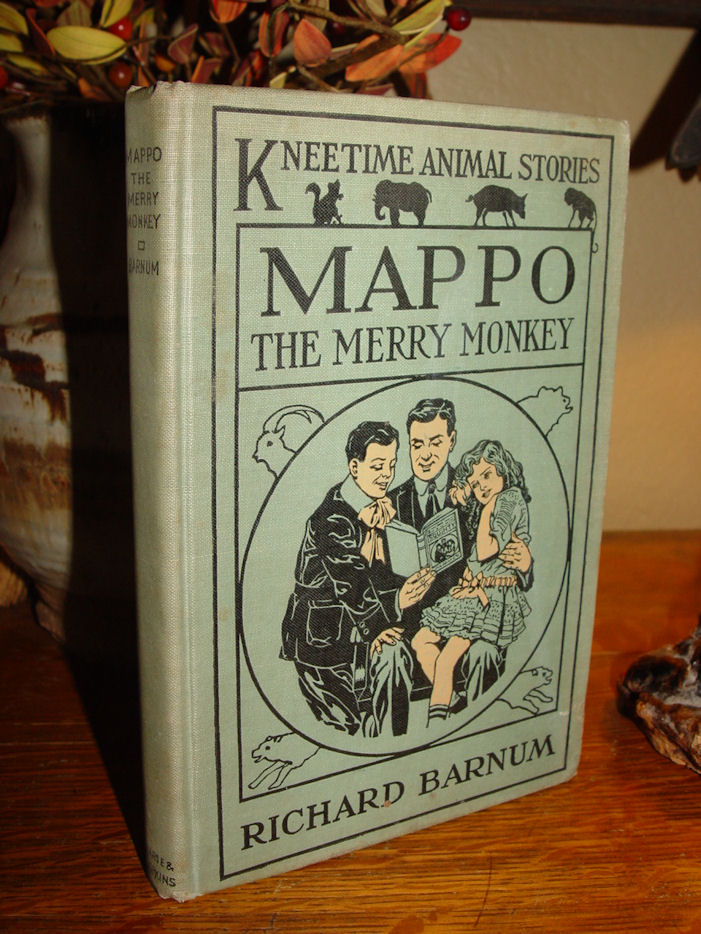 MAPPO
THE
MERRY
MONKEY
BARNUM
KNEETIME ANIMAL STORIES
MAPPO
THE MERRY MONKEY
RICHARD BARNUM